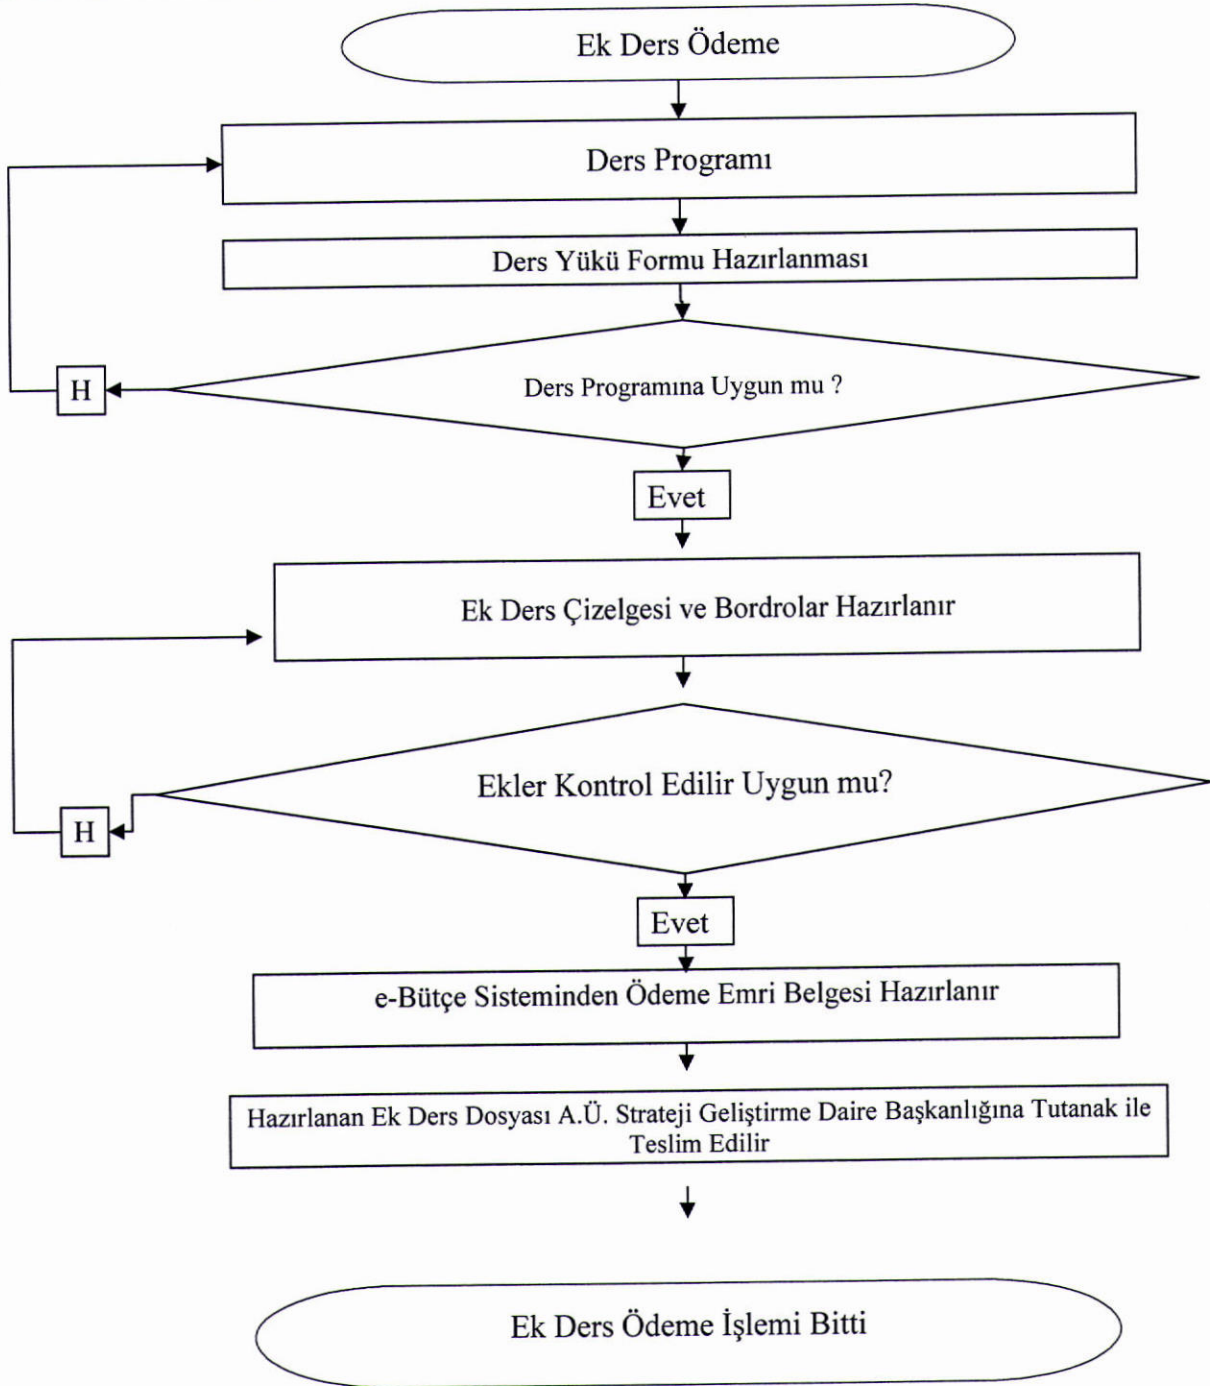 Ek Ders Ödeme
Ders Programı
Ders Yükü Formu Hazırlanması
Ders Programına Uygun mu ?
H
Evet
Ek Ders Çizelgesi ve Bordrolar Hazırlanır
Ekler Kontrol Edilir Uygun mu?
H
Evet
e-Bütçe Sisteminden Ödeme Emri Belgesi Hazırlanır
Hazırlanan Ek Ders Dosyası A.Ü. Strateji Geliştirme Daire Başkanlığına Tutanak ile
Teslim Edilir
Ek Ders Ödeme İşlemi Bitti